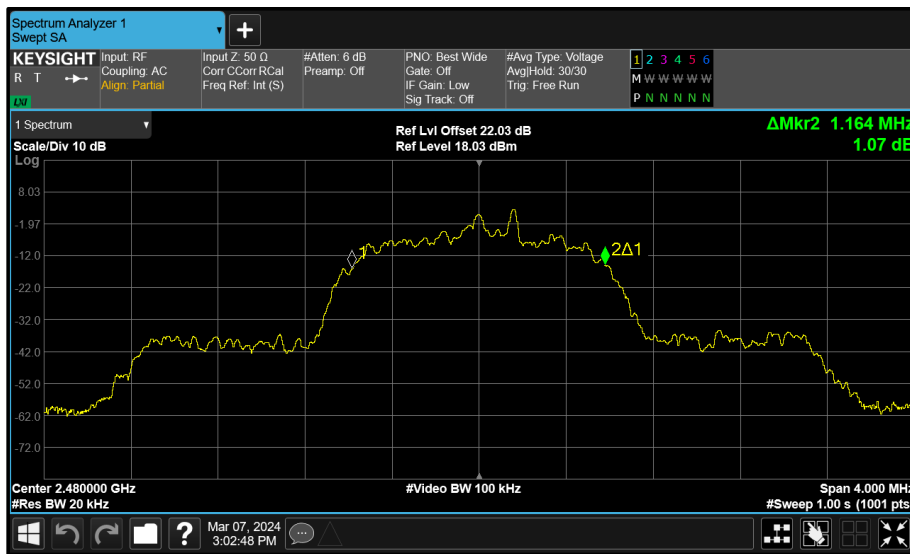 Spectrum Analyzer 1
Swept SA
+
KEYSIGHT
R T
LXI
Input: RF
Coupling: AC
Align: Partial
Input Z: 50 Ω
Corr CCorr RCal
Freq Ref: Int (S)
#Atten: 6 dB
Preamp: Off
PNO: Best Wide
Gate: Off
IF Gain: Low
Sig Track: Off
#Avg Type: Voltage
Avg|Hold: 30/30
Trig: Free Run
1 2 3 4 5 6
M W W W W W
P N N N N N
1 Spectrum
Scale/Div 10 dB
Log
Ref Lvl Offset 22.03 dB
Ref Level 18.03 dBm
ΔMkr2 1.164 MHz
1.07 dB
8.03
-1.97
-12.0
-22.0
-32.0
-42.0
-52.0
-62.0
-72.0
1
2Δ1
Center 2.480000 GHz
#Res BW 20 kHz
#Video BW 100 kHz
Span 4.000 MHz
#Sweep 1.00 s (1001 pts
?
Mar 07, 2024
3:02:48 PM